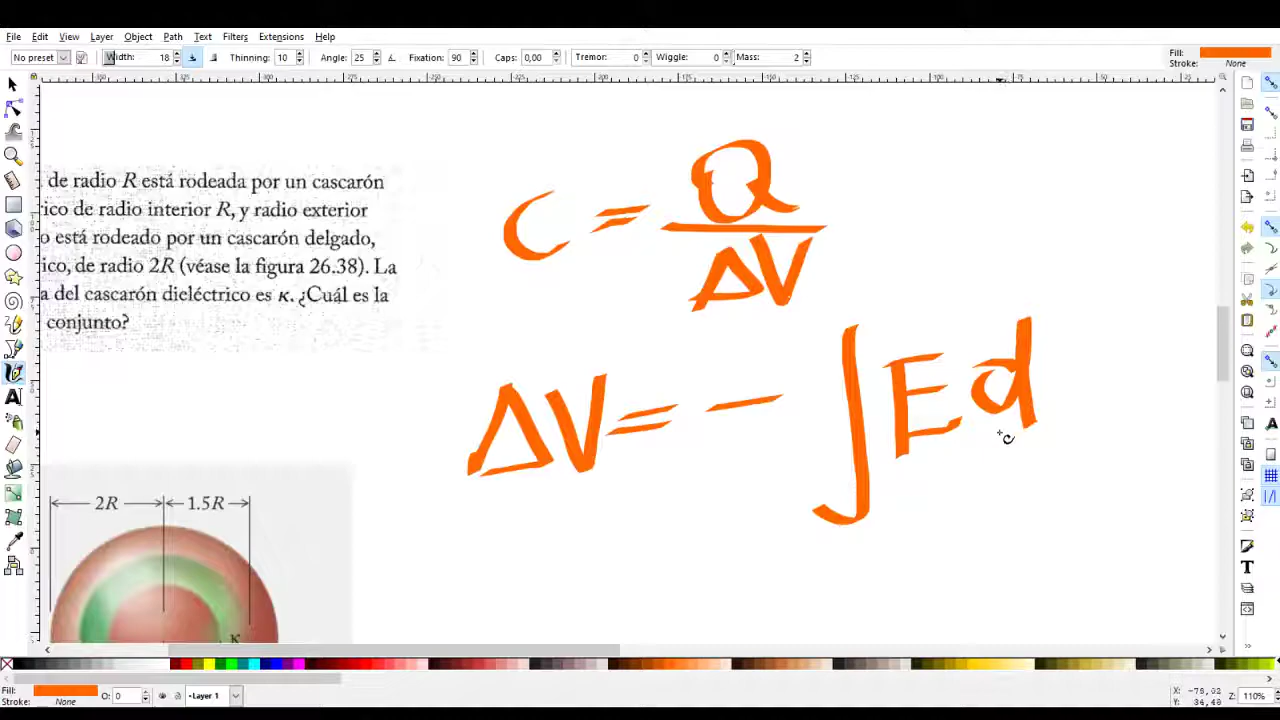 File Edit View Layer Object Path Text Filters Extensions Help
No preset Width: 18 Thinning: 10 Angle: 25 Fixation: 90 Caps: 0,00 Tremor: 0 Wiggle: 0 Mass: 2
Fill:
Stroke: None
de radio R está rodeada por un cascarón
ico de radio interior R, y radio exterior
o está rodeado por un cascarón delgado,
ico, de radio 2R (véase la figura 26.38). La
a del cascarón dieléctrico es κ. ¿Cuál es la
conjunto?
C = Q/ΔV
ΔV = - ∫ E d
2R 1.5R
κ
Fill:
Stroke: None
O: 0
Layer 1
X: -78,02
Y: 34,48
Z: 110%